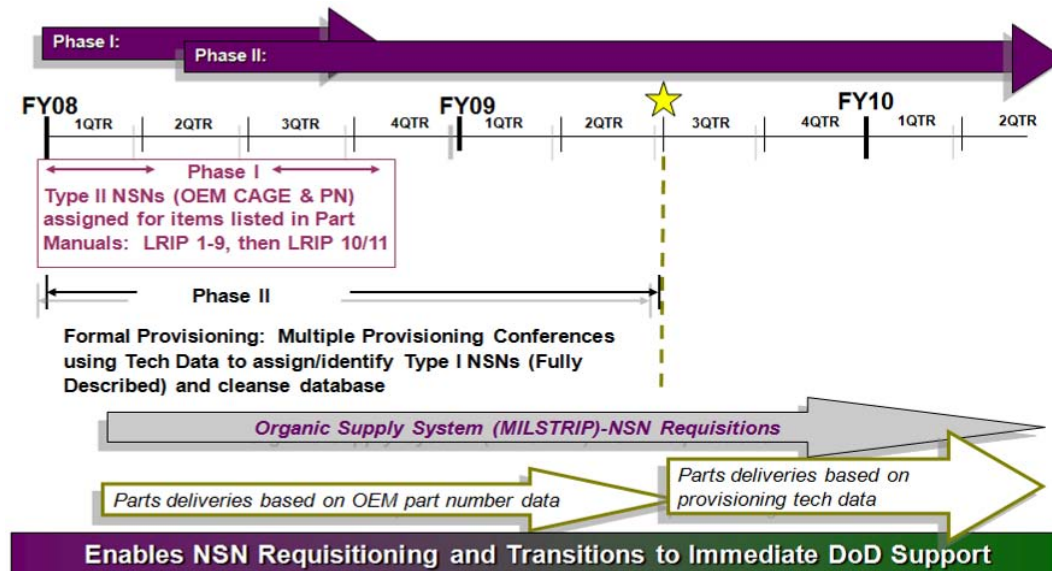 Phase I:
Phase II:
FY08
FY09
FY10
1QTR 2QTR 3QTR 4QTR 1QTR 2QTR 3QTR 4QTR 1QTR 2QTR
Phase I
Type II NSNs (OEM CAGE & PN)
assigned for items listed in Part
Manuals: LRIP 1-9, then LRIP 10/11
Phase II
Formal Provisioning: Multiple Provisioning Conferences
using Tech Data to assign/identify Type I NSNs (Fully
Described) and cleanse database
Organic Supply System (MILSTRIP)-NSN Requisitions
Parts deliveries based on OEM part number data
Parts deliveries based on
provisioning tech data
Enables NSN Requisitioning and Transitions to Immediate DoD Support